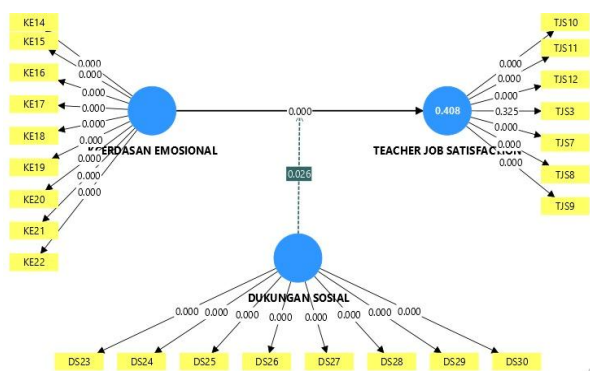 KE14
KE15
KE16
KE17
KE18
KE19
KE20
KE21
KE22
0.000
0.000
0.000
0.000
0.000
0.000
0.000
0.000
0.000
EMOSIONAL
0.000
0.026
0.408
TEACHER JOB SATISFACTION
0.000
0.000
0.000
0.325
0.000
0.000
0.000
TJS10
TJS11
TJS12
TJS3
TJS7
TJS8
TJS9
DUKUNGAN SOSIAL
0.000 0.000 0.000 0.000 0.000 0.000 0.000 0.000
DS23 DS24 DS25 DS26 DS27 DS28 DS29 DS30